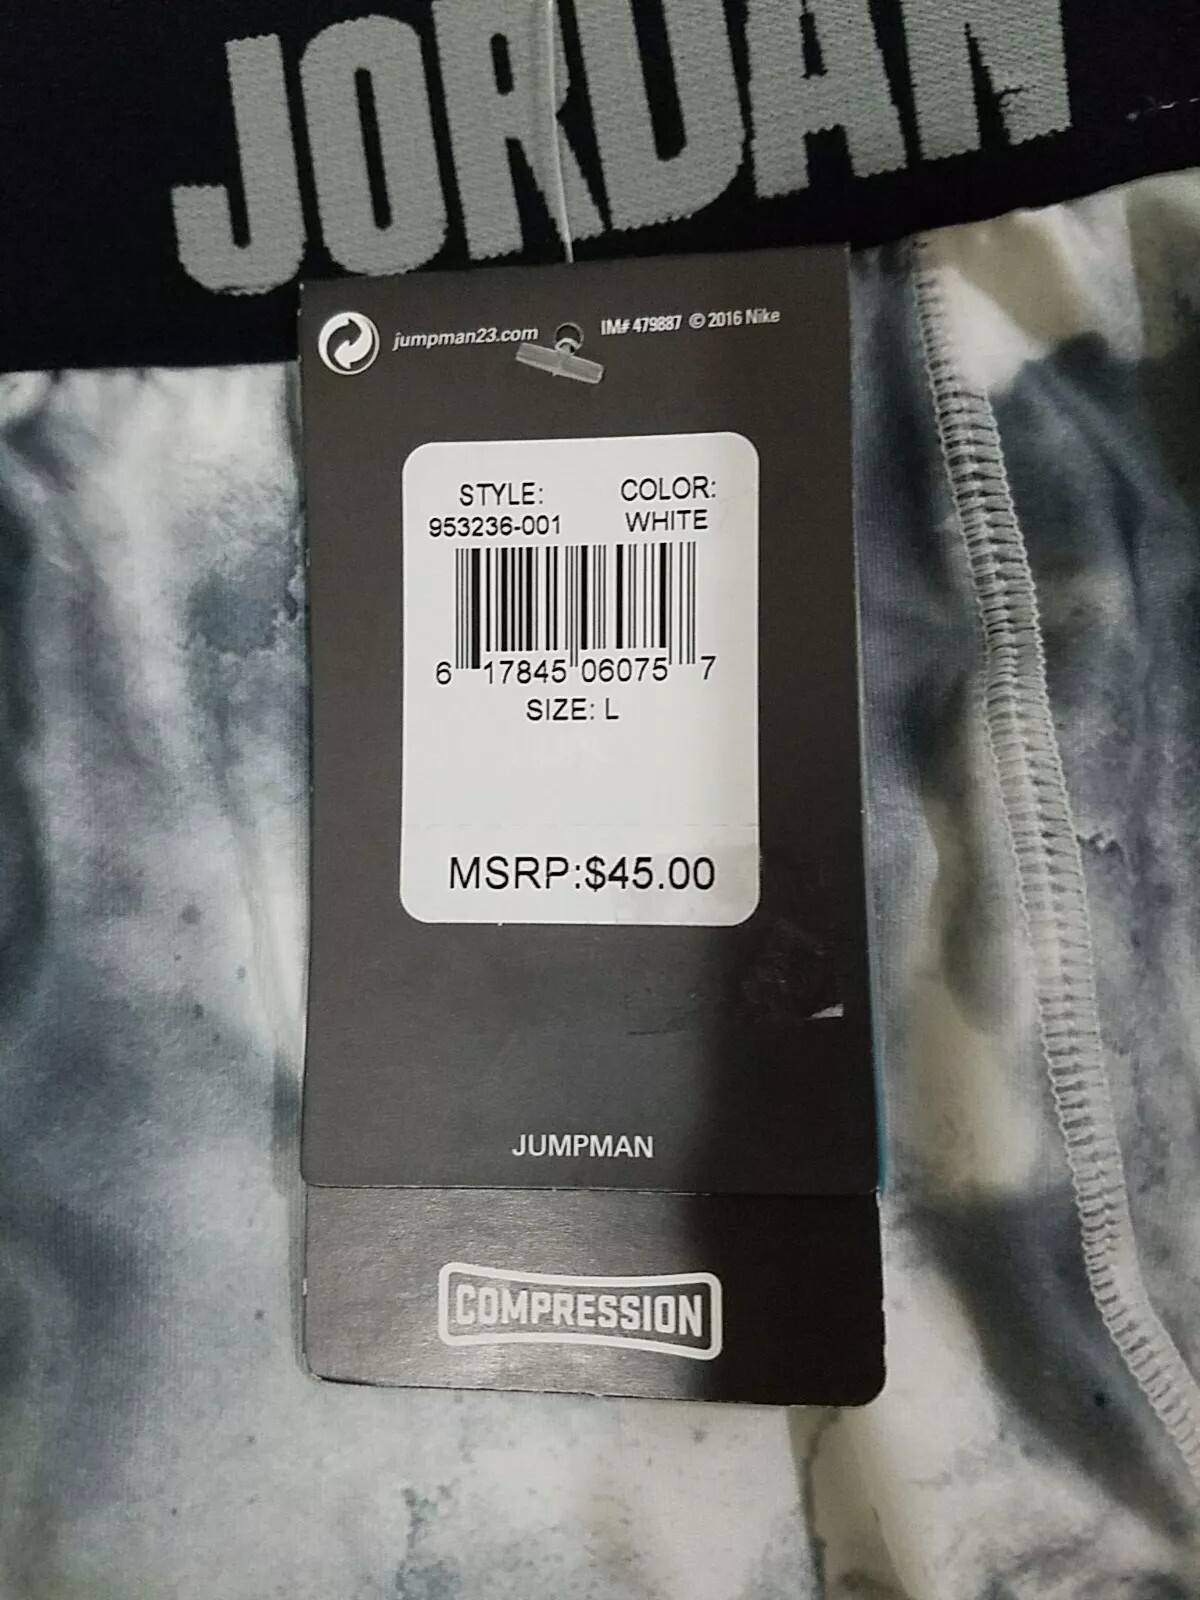 JORDAN
jumpman23.com IM# 479887 © 2016 Nike
STYLE: COLOR:
953236-001 WHITE
6 17845 06075 7
SIZE: L
MSRP:$45.00
JUMPMAN
COMPRESSION